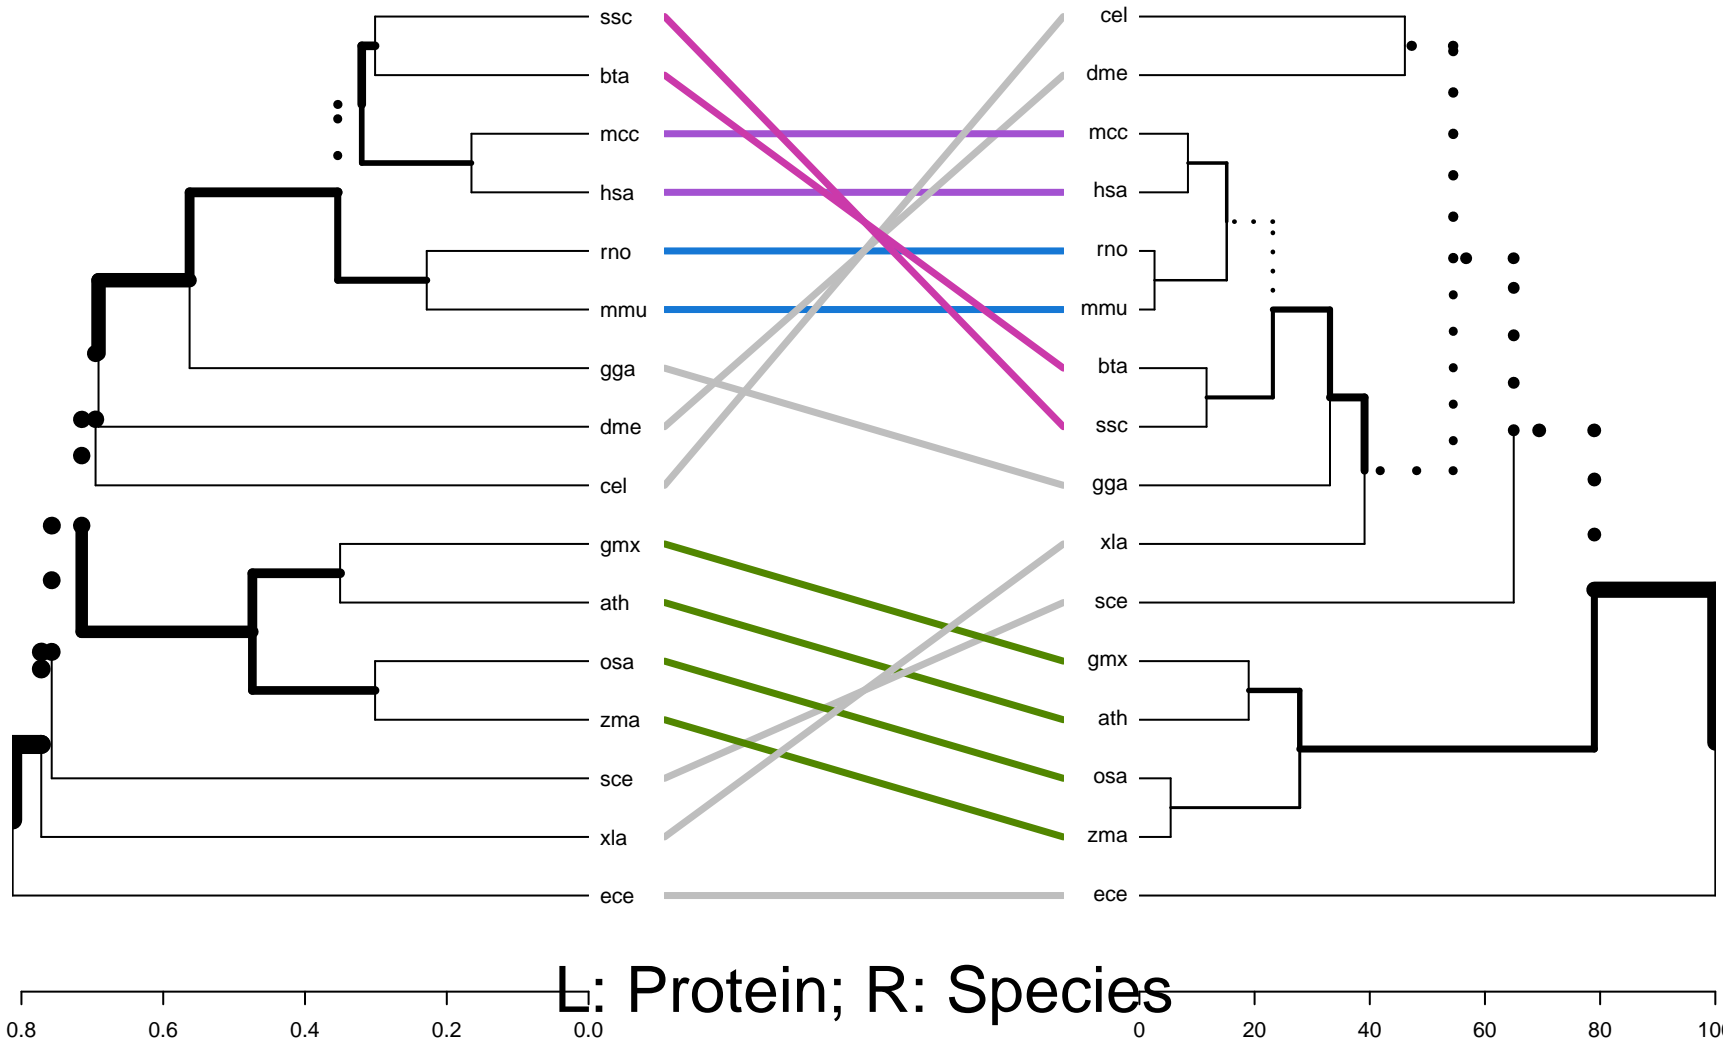 ssc cel
bta dme
mcc mcc
hsa hsa
rno rno
mmu mmu
gga bta
dme ssc
cel gga
gmx xla
ath sce
osa gmx
zma ath
sce osa
xla zma
ece ece
L: Protein; R: Species
0.8 0.6 0.4 0.2 0.0 0 20 40 60 80 100